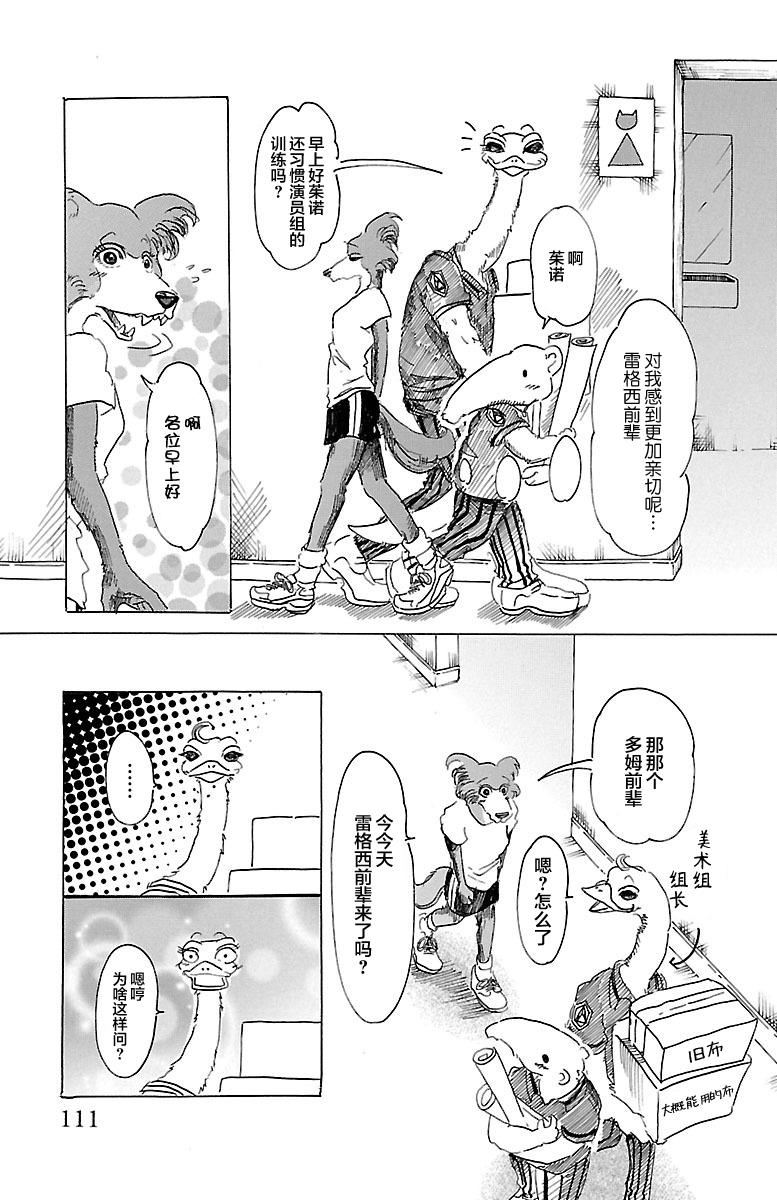 对我感到更加亲切呢…
雷格西前辈
啊
茱诺
早上好茱诺
还习惯演员组的
训练吗？
啊
各位早上好
那那个
多姆前辈
美术组
组长
嗯？怎么了
今今天
雷格西前辈来了吗？
旧布
大概能用的布
……
嗯哼
为啥这样问？
111